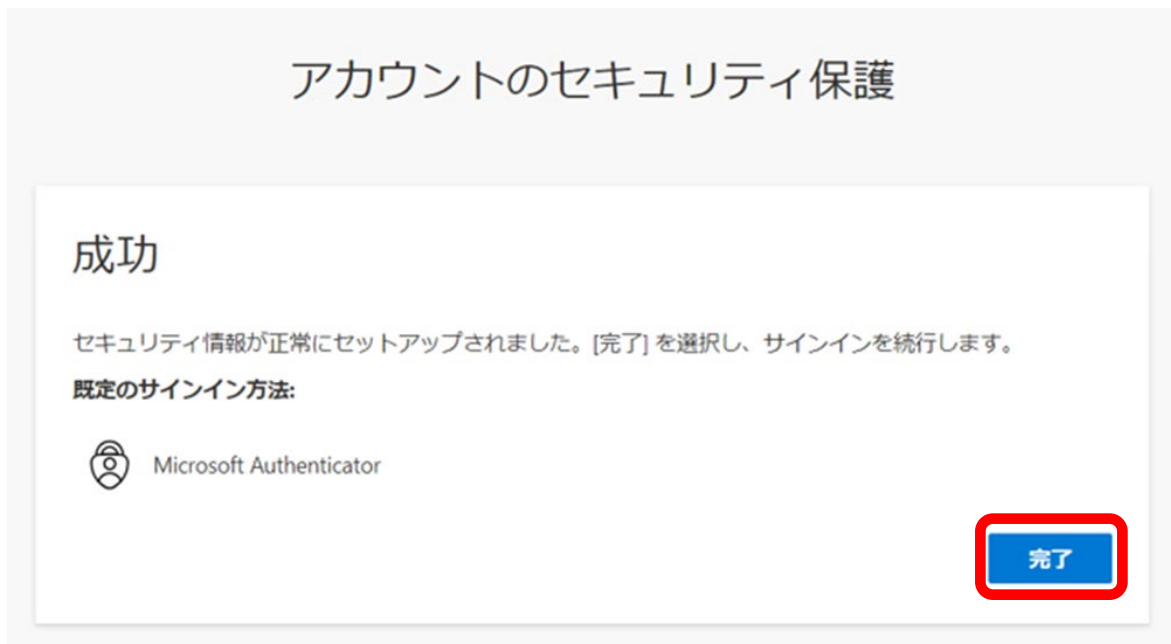 アカウントのセキュリティ保護
成功
セキュリティ情報が正常にセットアップされました。[完了] を選択し、サインインを続行します。
既定のサインイン方法:
Microsoft Authenticator
完了